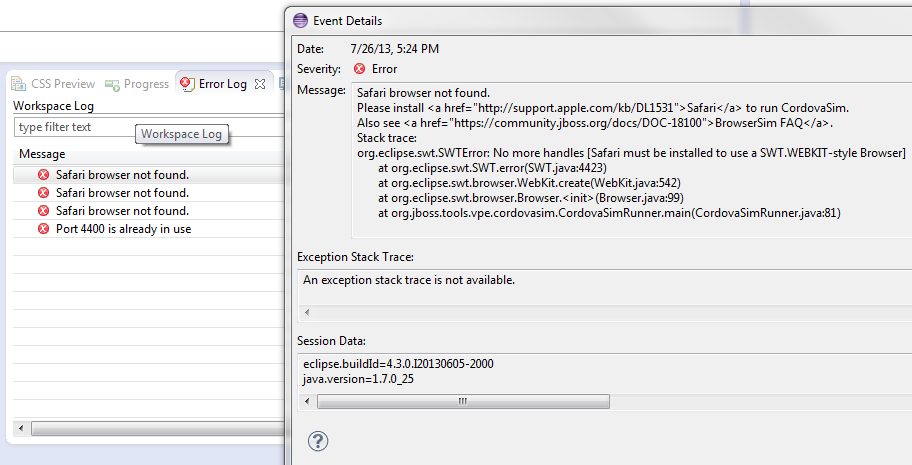 CSS Preview
Progress
Error Log
Workspace Log
type filter text
Workspace Log
Message
Safari browser not found.
Safari browser not found.
Safari browser not found.
Port 4400 is already in use
Event Details
Date: 7/26/13, 5:24 PM
Severity: Error
Message:
Safari browser not found.
Please install <a href="http://support.apple.com/kb/DL1531">Safari</a> to run CordovaSim.
Also see <a href="https://community.jboss.org/docs/DOC-18100">BrowserSim FAQ</a>.
Stack trace:
org.eclipse.swt.SWTError: No more handles [Safari must be installed to use a SWT.WEBKIT-style Browser]
at org.eclipse.swt.SWT.error(SWT.java:4423)
at org.eclipse.swt.browser.WebKit.create(WebKit.java:542)
at org.eclipse.swt.browser.Browser.<init>(Browser.java:99)
at org.jboss.tools.vpe.cordovasim.CordovaSimRunner.main(CordovaSimRunner.java:81)
Exception Stack Trace:
An exception stack trace is not available.
Session Data:
eclipse.buildId=4.3.0.I20130605-2000
java.version=1.7.0_25